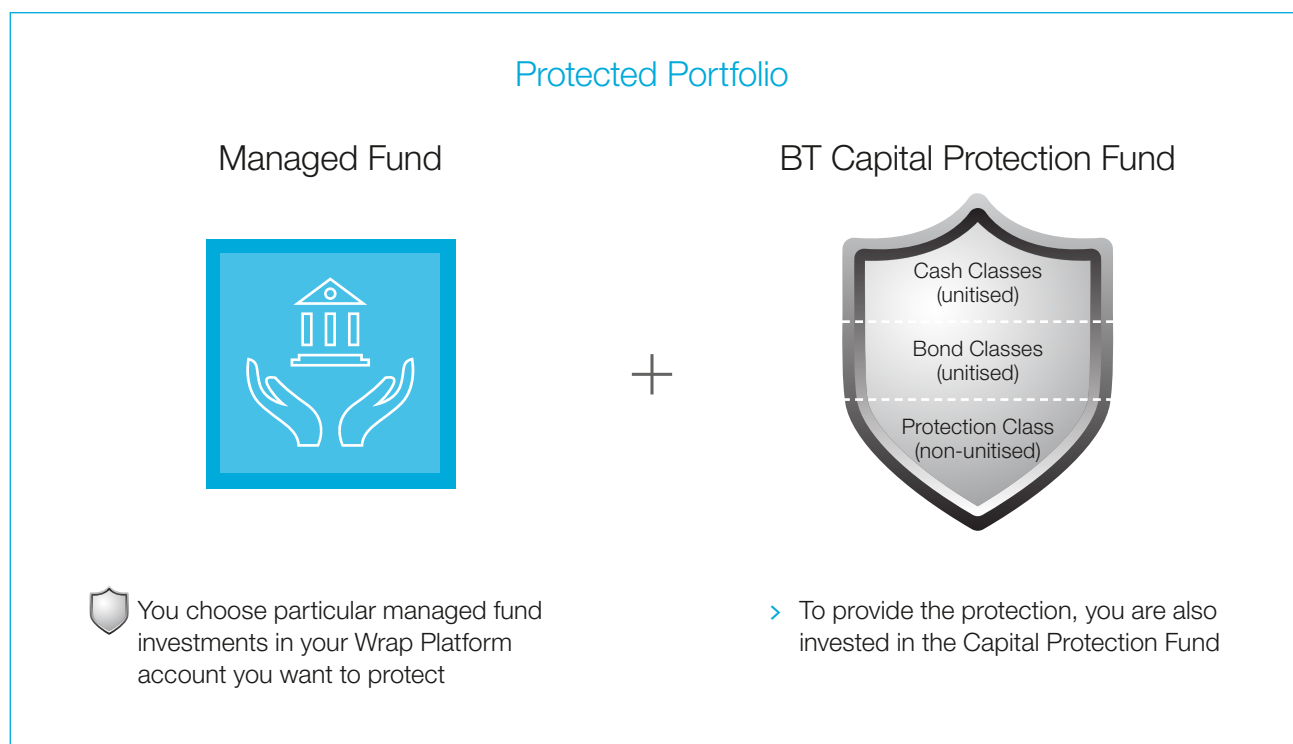 Protected Portfolio
Managed Fund
BT Capital Protection Fund
Cash Classes
(unitised)
Bond Classes
(unitised)
Protection Class
(non-unitised)
You choose particular managed fund
investments in your Wrap Platform
account you want to protect
> To provide the protection, you are also
invested in the Capital Protection Fund